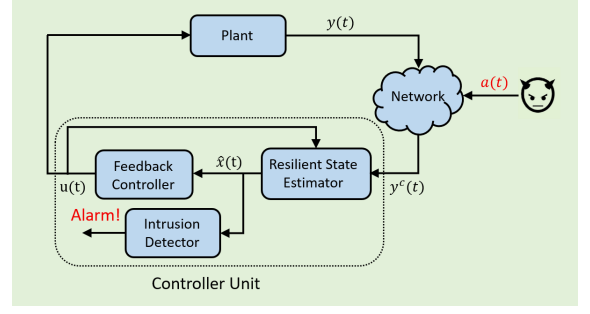 Plant
y(t)
Network
a(t)
Feedback
Controller
x̂(t)
Resilient State
Estimator
u(t)
y^c(t)
Alarm!
Intrusion
Detector
Controller Unit